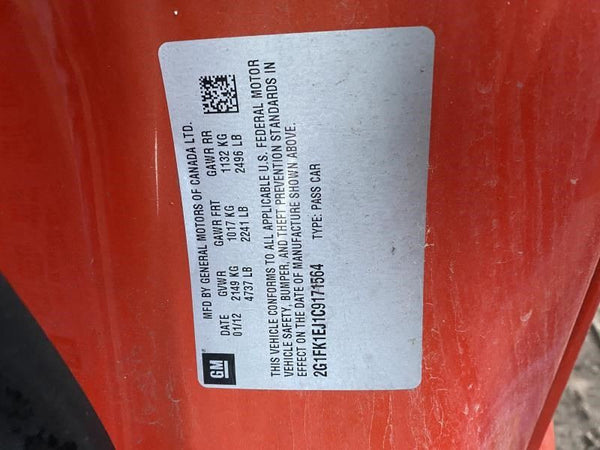 GM
MFD BY GENERAL MOTORS OF CANADA LTD.
DATE GVWR GAWR FRT GAWR RR
01/12 2149 KG 1017 KG 1132 KG
4737 LB 2241 LB 2496 LB
THIS VEHICLE CONFORMS TO ALL APPLICABLE U.S. FEDERAL MOTOR
VEHICLE SAFETY, BUMPER, AND THEFT PREVENTION STANDARDS IN
EFFECT ON THE DATE OF MANUFACTURE SHOWN ABOVE.
2G1FK1EJ1C9171564 TYPE: PASS CAR